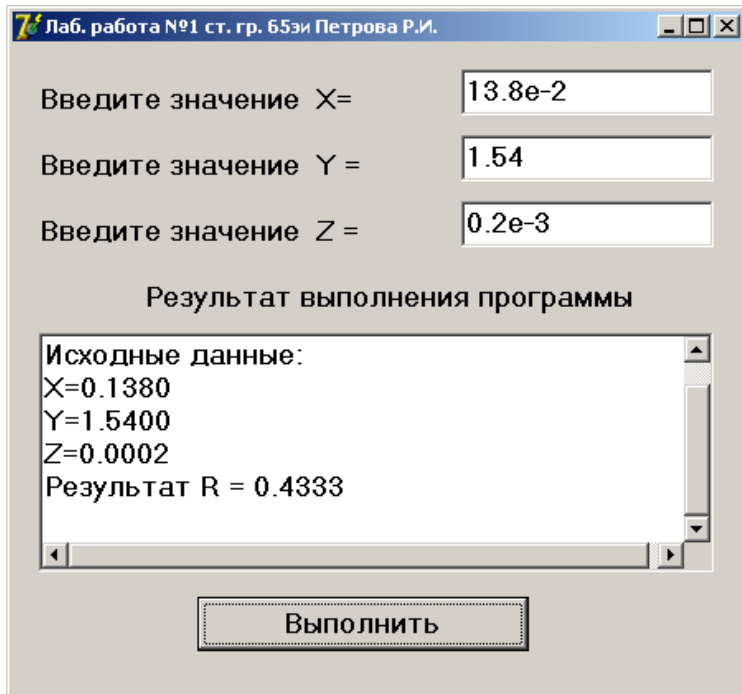 Лаб. работа №1 ст. гр. 65зи Петрова Р.И.
Введите значение X= 13.8e-2
Введите значение Y = 1.54
Введите значение Z = 0.2e-3
Результат выполнения программы
Исходные данные:
X=0.1380
Y=1.5400
Z=0.0002
Результат R = 0.4333
Выполнить